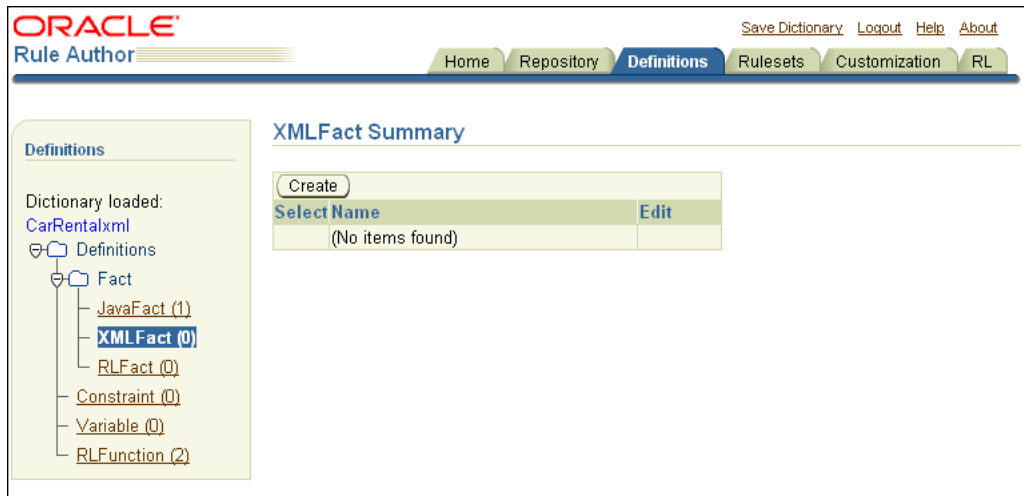 ORACLE
Save Dictionary Logout Help About
Rule Author
Home Repository Definitions Rulesets Customization RL
Definitions
Dictionary loaded:
CarRentalxml
Definitions
Fact
JavaFact (1)
XMLFact (0)
RLFact (0)
Constraint (0)
Variable (0)
RLFunction (2)
XMLFact Summary
Create
Select Name Edit
(No items found)